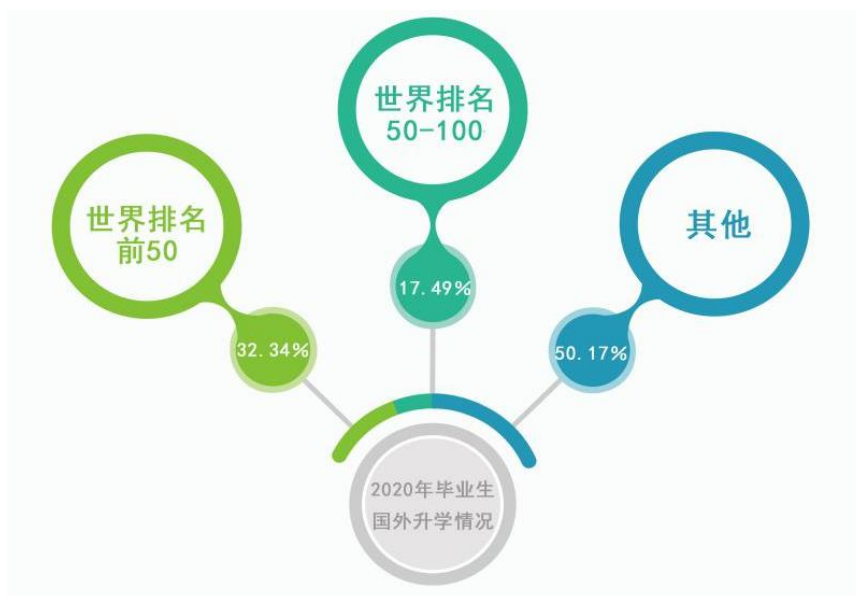 世界排名
50-100
世界排名
前50
其他
17.49%
32.34%
50.17%
2020年毕业生
国外升学情况